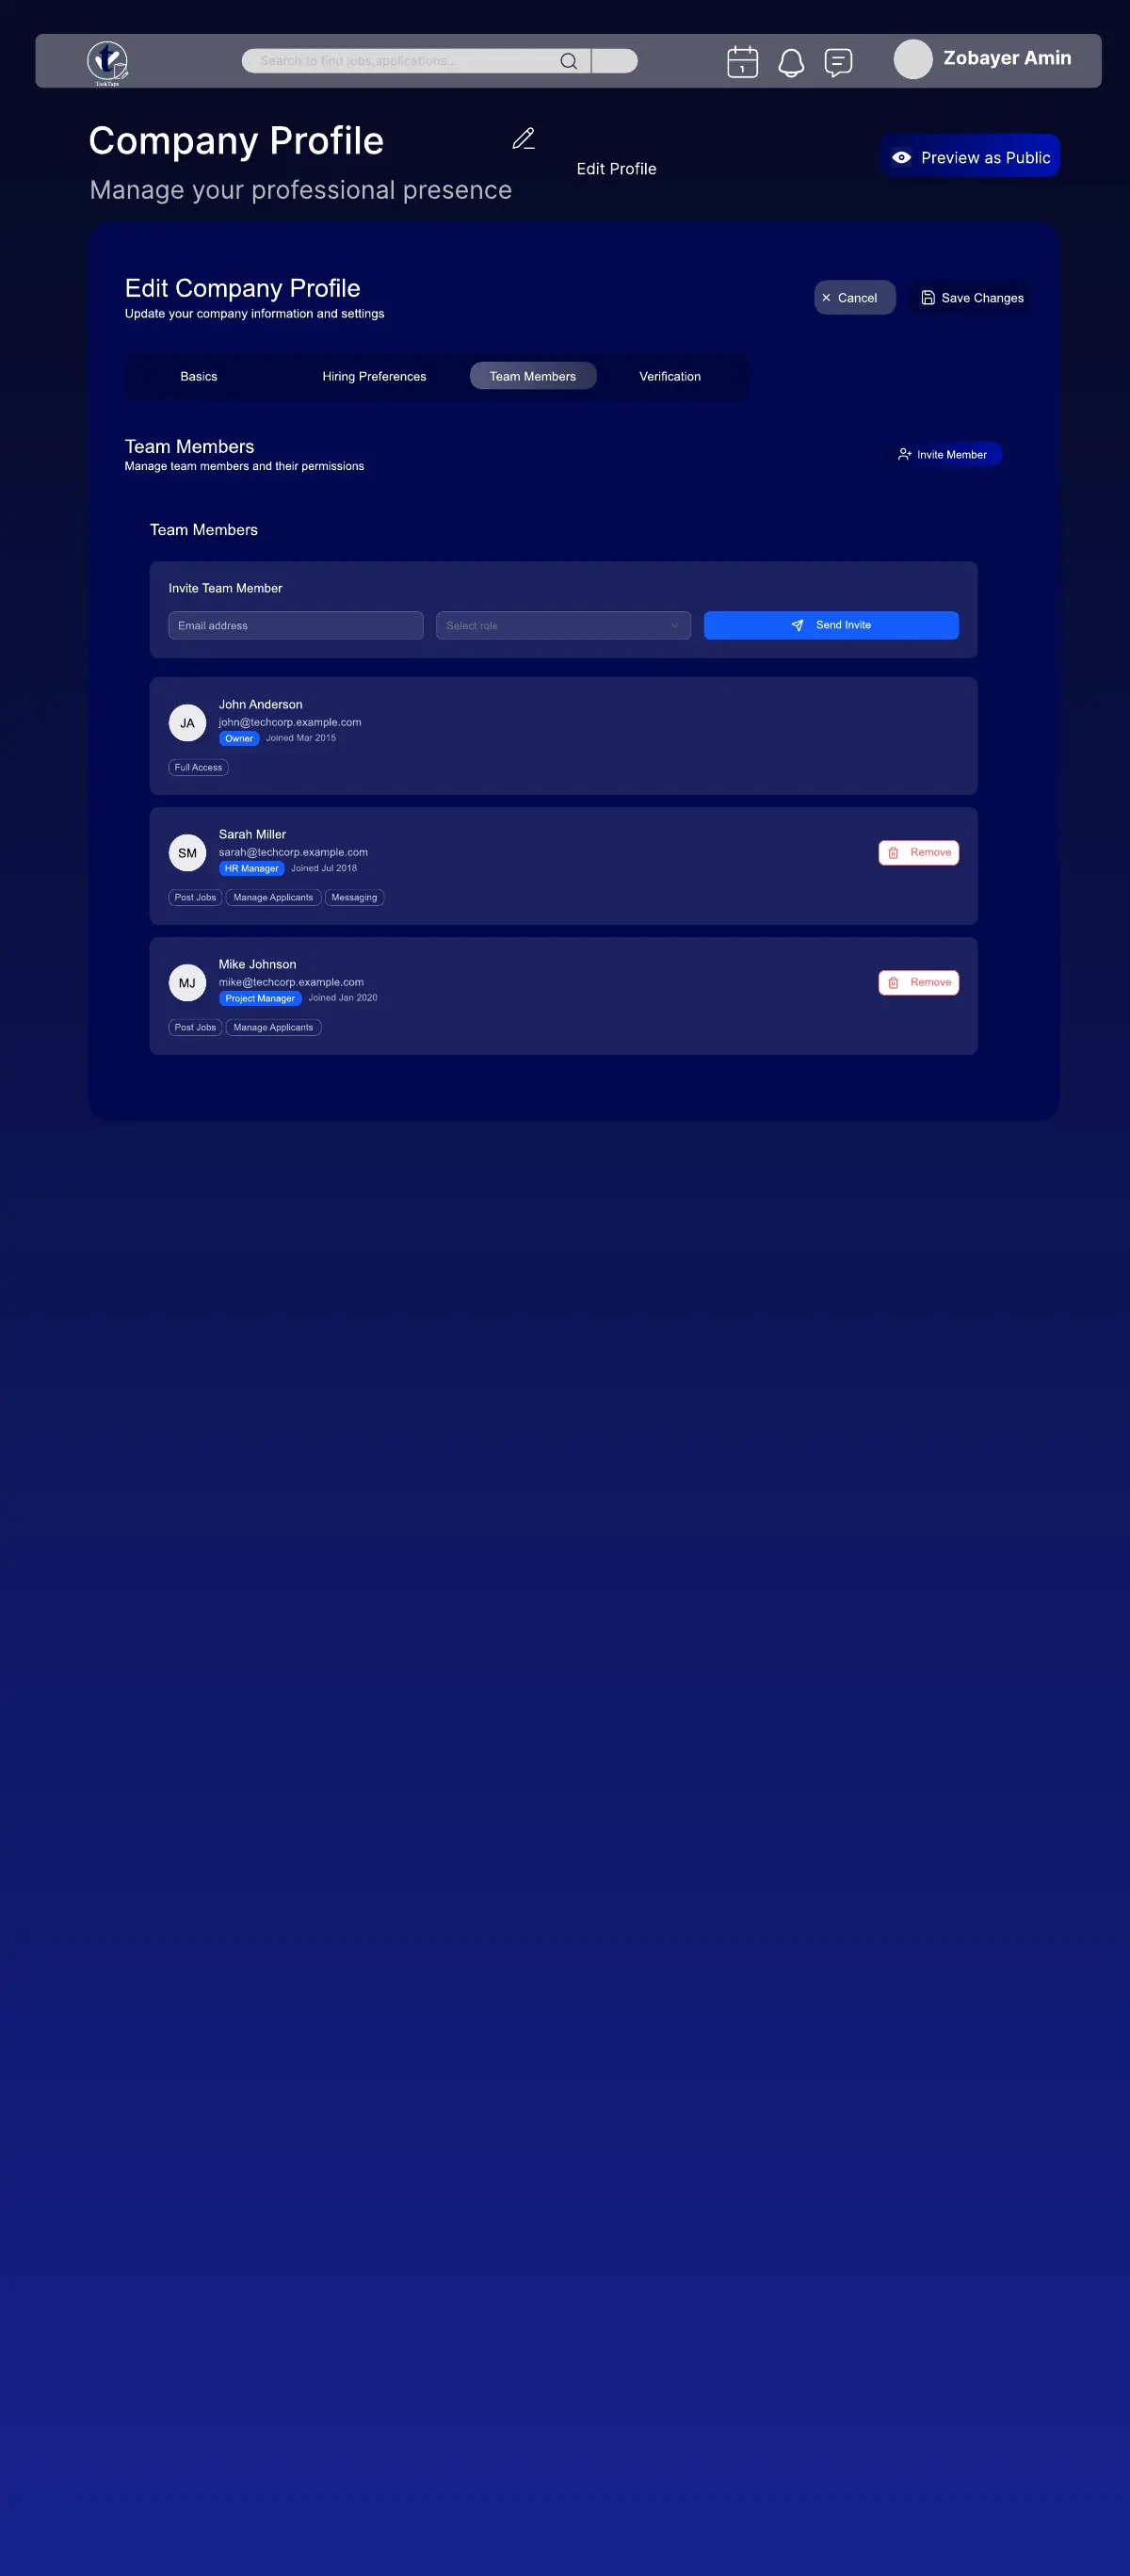 TaskTaps
Search to find jobs,applications...
1
Zobayer Amin
Company Profile
Edit Profile
Preview as Public
Manage your professional presence
Edit Company Profile
Update your company information and settings
Cancel
Save Changes
Basics
Hiring Preferences
Team Members
Verification
Team Members
Manage team members and their permissions
Invite Member
Team Members
Invite Team Member
Email address
Select role
Send Invite
JA
John Anderson
john@techcorp.example.com
Owner
Joined Mar 2015
Full Access
SM
Sarah Miller
sarah@techcorp.example.com
HR Manager
Joined Jul 2018
Remove
Post Jobs
Manage Applicants
Messaging
MJ
Mike Johnson
mike@techcorp.example.com
Project Manager
Joined Jan 2020
Remove
Post Jobs
Manage Applicants